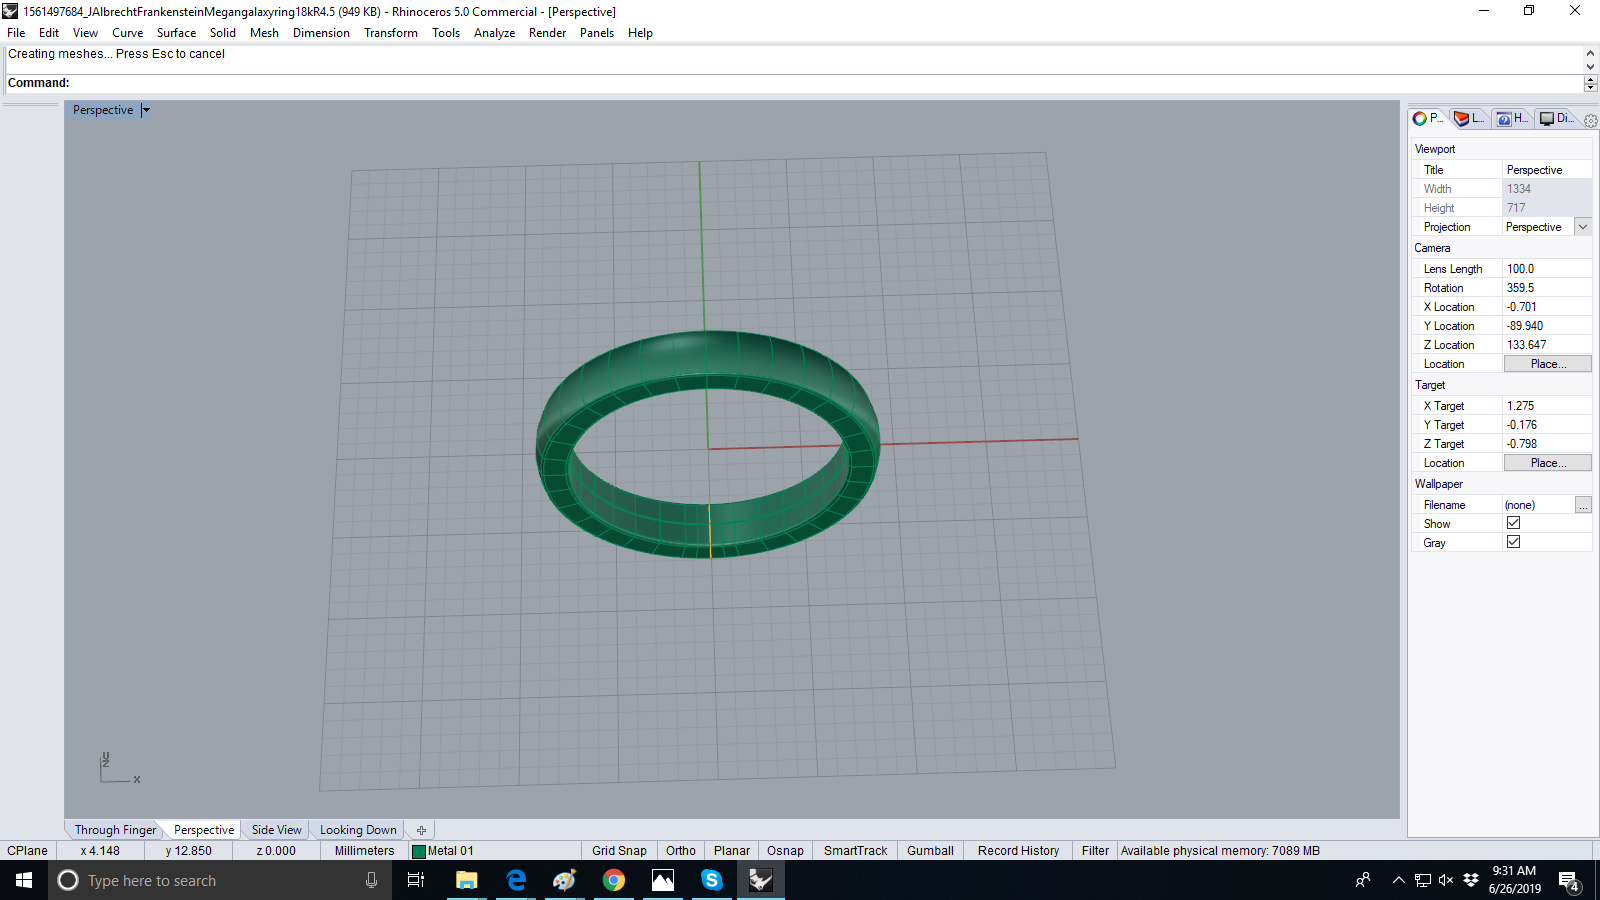 1561497684_JAlbrechtFrankensteinMegangalaxyring18kR4.5 (949 KB) - Rhinoceros 5.0 Commercial - [Perspective]
File Edit View Curve Surface Solid Mesh Dimension Transform Tools Analyze Render Panels Help
Creating meshes... Press Esc to cancel
Command:
Perspective
P... L... H... Di...
Viewport
Title Perspective
Width 1334
Height 717
Projection Perspective
Camera
Lens Length 100.0
Rotation 359.5
X Location -0.701
Y Location -89.940
Z Location 133.647
Location Place...
Target
X Target 1.275
Y Target -0.176
Z Target -0.798
Location Place...
Wallpaper
Filename (none) ...
Show
Gray
y
z
x
Through Finger Perspective Side View Looking Down
CPlane x 4.148 y 12.850 z 0.000 Millimeters Metal 01 Grid Snap Ortho Planar Osnap SmartTrack Gumball Record History Filter Available physical memory: 7089 MB
Type here to search
9:31 AM
6/26/2019
4